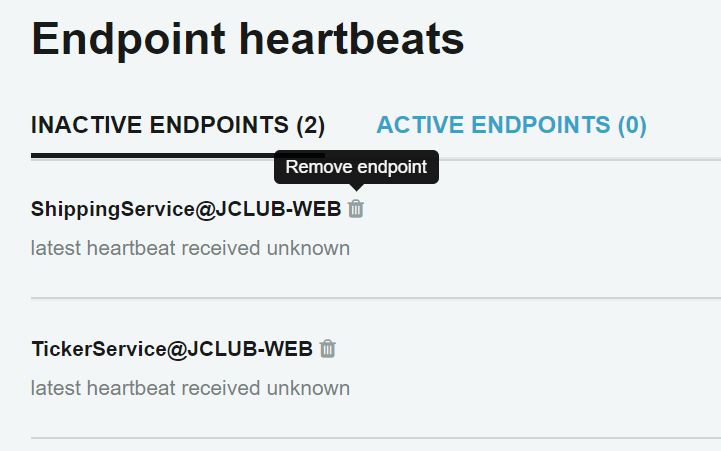 Endpoint heartbeats
INACTIVE ENDPOINTS (2) ACTIVE ENDPOINTS (0)
Remove endpoint
ShippingService@JCLUB-WEB
latest heartbeat received unknown
TickerService@JCLUB-WEB
latest heartbeat received unknown